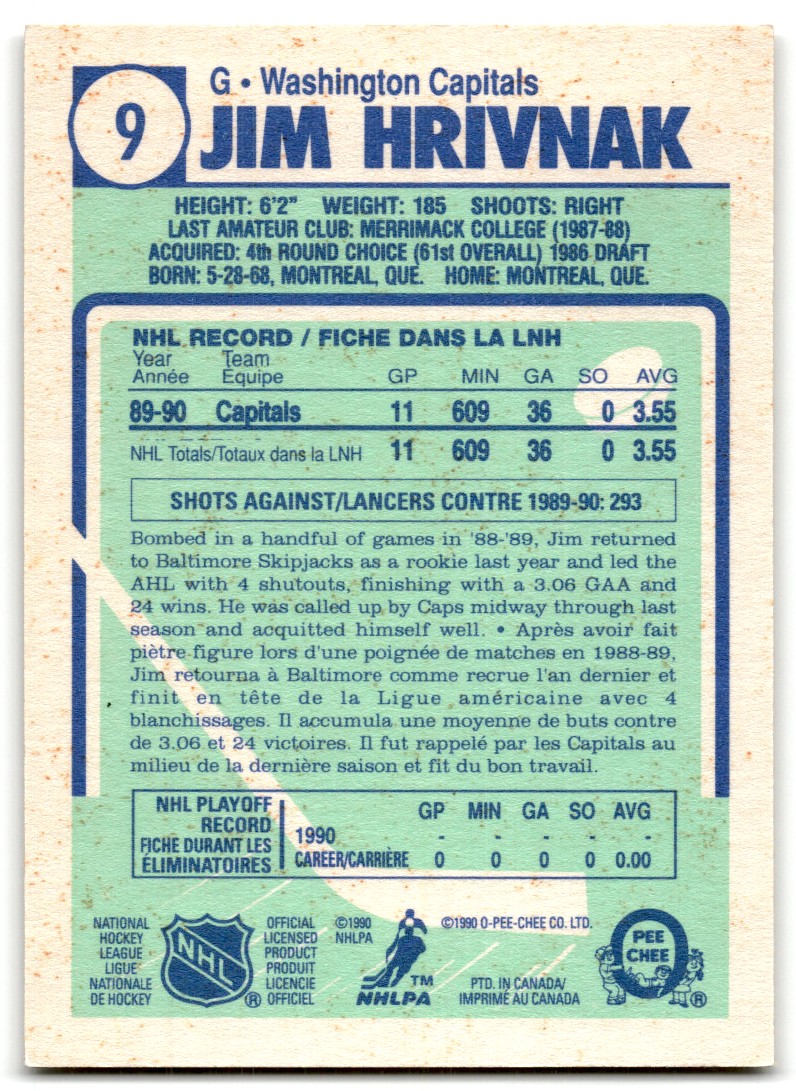 9
G • Washington Capitals
JIM HRIVNAK
HEIGHT: 6'2" WEIGHT: 185 SHOOTS: RIGHT
LAST AMATEUR CLUB: MERRIMACK COLLEGE (1987-88)
ACQUIRED: 4th ROUND CHOICE (61st OVERALL) 1986 DRAFT
BORN: 5-28-68, MONTREAL, QUE. HOME: MONTREAL, QUE.
NHL RECORD / FICHE DANS LA LNH
Year Team
Année Équipe GP MIN GA SO AVG
89-90 Capitals 11 609 36 0 3.55
NHL Totals/Totaux dans la LNH 11 609 36 0 3.55
SHOTS AGAINST/LANCERS CONTRE 1989-90: 293
Bombed in a handful of games in '88-'89, Jim returned
to Baltimore Skipjacks as a rookie last year and led the
AHL with 4 shutouts, finishing with a 3.06 GAA and
24 wins. He was called up by Caps midway through last
season and acquitted himself well. • Après avoir fait
piètre figure lors d'une poignée de matches en 1988-89,
Jim retourna à Baltimore comme recrue l'an dernier et
finit en tête de la Ligue américaine avec 4
blanchissages. Il accumula une moyenne de buts contre
de 3.06 et 24 victoires. Il fut rappelé par les Capitals au
milieu de la dernière saison et fit du bon travail.
NHL PLAYOFF RECORD
FICHE DURANT LES ÉLIMINATOIRES
GP MIN GA SO AVG
1990 - - - - -
CAREER/CARRIÈRE 0 0 0 0 0.00
NATIONAL
HOCKEY
LEAGUE
LIGUE
NATIONALE
DE HOCKEY
NHL
®
OFFICIAL
LICENSED
PRODUCT
PRODUIT
LICENCIE
OFFICIEL
©1990
NHLPA
TM
NHLPA
©1990 O-PEE-CHEE CO. LTD.
PTD. IN CANADA/
IMPRIMÉ AU CANADA
O
PEE
CHEE
®